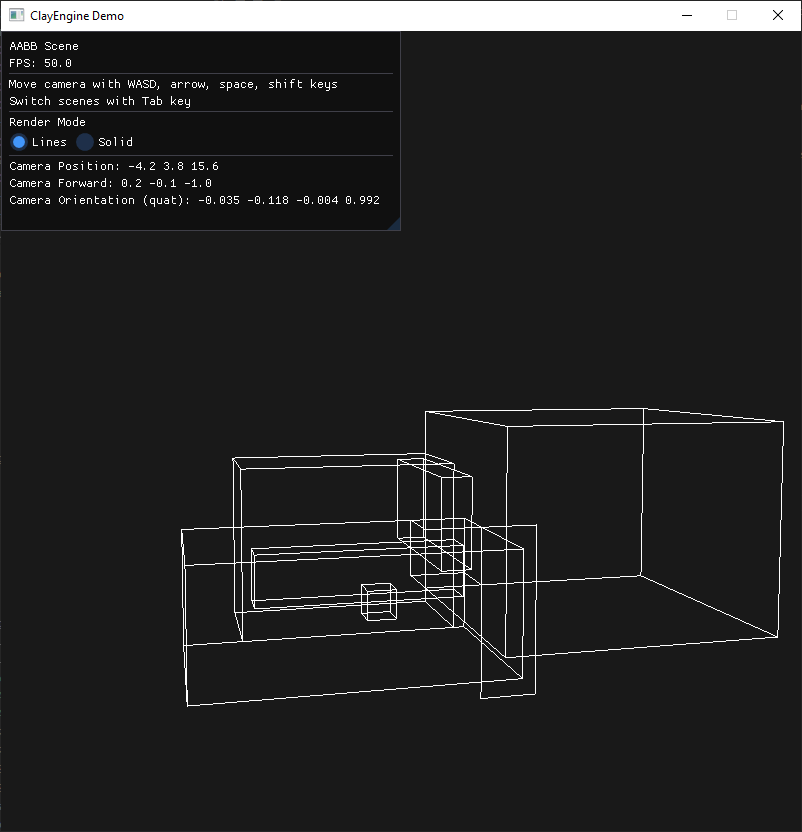 ClayEngine Demo
AABB Scene
FPS: 50.0
Move camera with WASD, arrow, space, shift keys
Switch scenes with Tab key
Render Mode
Lines Solid
Camera Position: -4.2 3.8 15.6
Camera Forward: 0.2 -0.1 -1.0
Camera Orientation (quat): -0.035 -0.118 -0.004 0.992